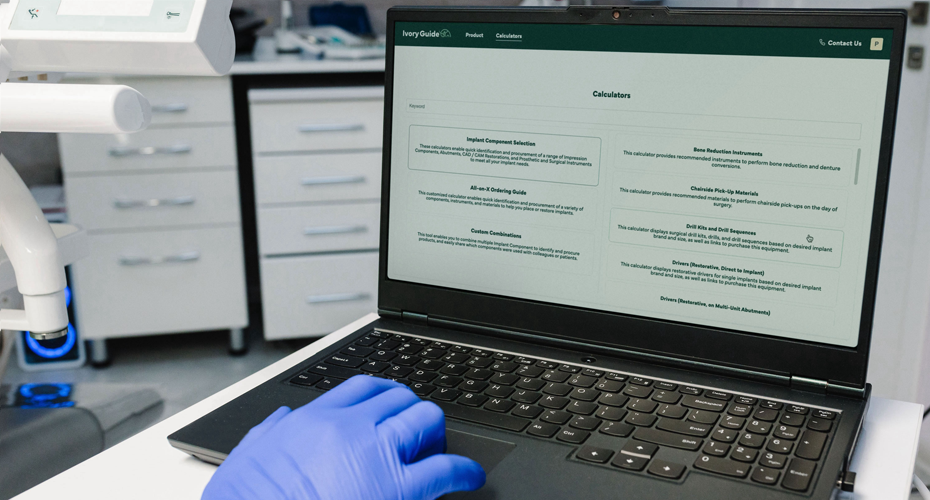 Ivory Guide
Product
Calculators
Contact Us
P
Calculators
Keyword
Implant Component Selection
These calculators enable quick identification and procurement of a range of Impression
Components, Abutments, CAD / CAM Restorations, and Prosthetic and Surgical Instruments
to meet all your implant needs.
All-on-X Ordering Guide
This customized calculator enables quick identification and procurement of a variety of
components, instruments, and materials to help you place or restore implants.
Custom Combinations
This tool enables you to combine multiple Implant Component to identify and procure
products, and easily share which components were used with colleagues or patients.
Bone Reduction Instruments
This calculator provides recommended instruments to perform bone reduction and denture
conversions.
Chairside Pick-Up Materials
This calculator provides recommended materials to perform chairside pick-ups on the day of
surgery.
Drill Kits and Drill Sequences
This calculator displays surgical drill kits, drills, and drill sequences based on desired implant
brand and size, as well as links to purchase this equipment.
Drivers (Restorative, Direct to Implant)
This calculator displays restorative drivers for single implants based on desired implant
brand and size, as well as links to purchase this equipment.
Drivers (Restorative, on Multi-Unit Abutments)